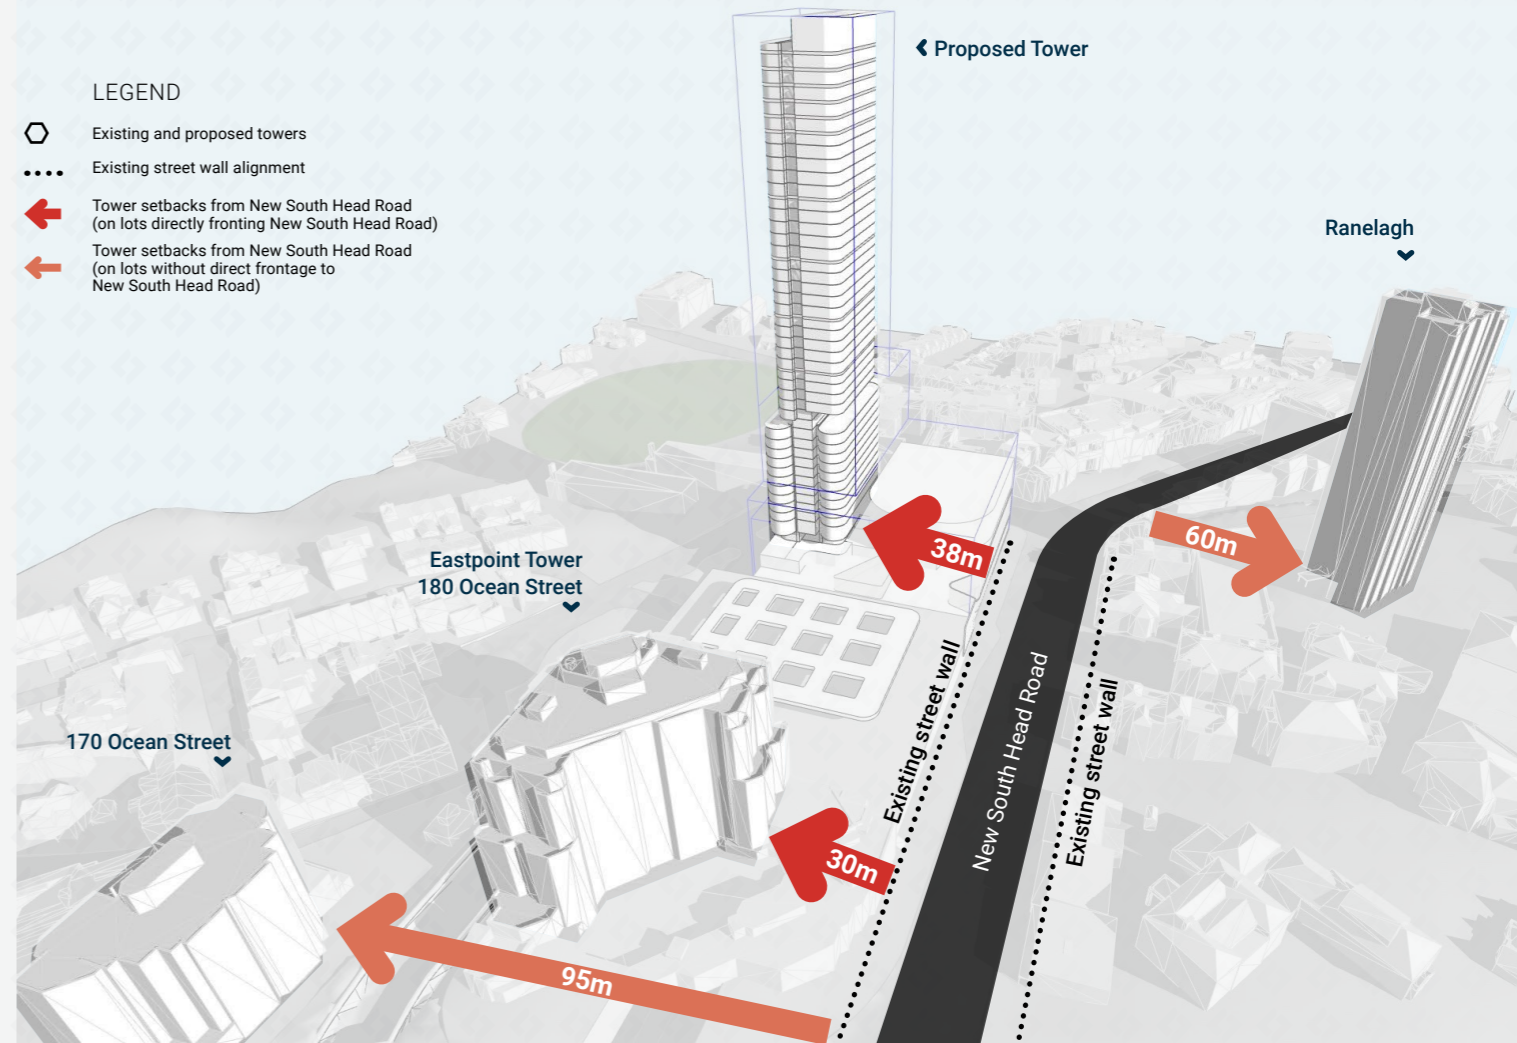 LEGEND
Existing and proposed towers
Existing street wall alignment
Tower setbacks from New South Head Road
(on lots directly fronting New South Head Road)
Tower setbacks from New South Head Road
(on lots without direct frontage to
New South Head Road)
Proposed Tower
Ranelagh
38m
60m
Eastpoint Tower
180 Ocean Street
170 Ocean Street
Existing street wall
New South Head Road
Existing street wall
30m
95m